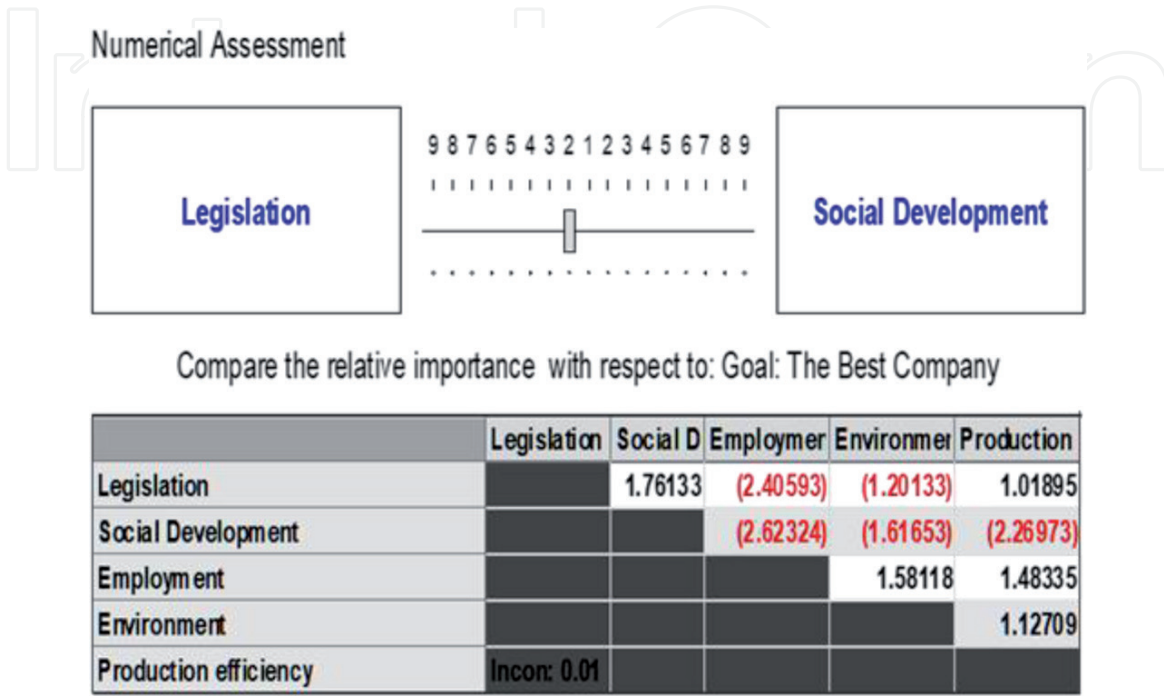 Numerical Assessment
9 8 7 6 5 4 3 2 1 2 3 4 5 6 7 8 9
Legislation Social Development
Compare the relative importance with respect to: Goal: The Best Company
Legislation Social D Employmer Environmer Production
Legislation 1.76133 (2.40593) (1.20133) 1.01895
Social Development (2.62324) (1.61653) (2.26973)
Employment 1.58118 1.48335
Environment 1.12709
Production efficiency Incon: 0.01